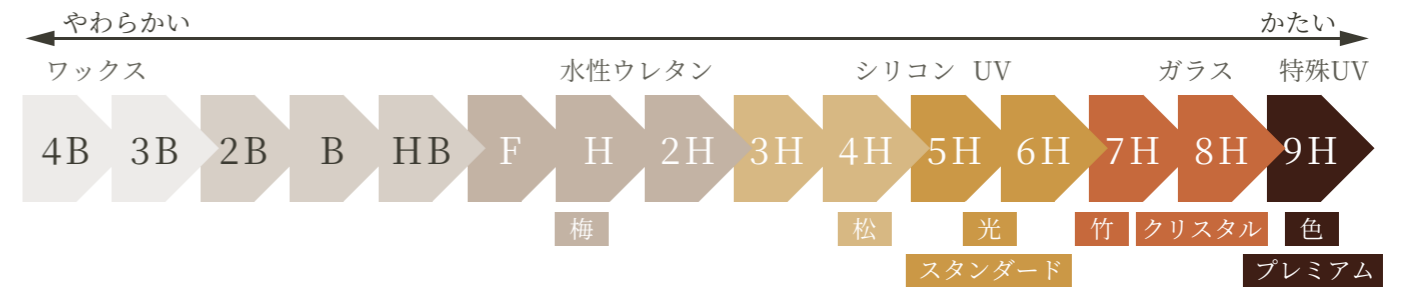 やわらかい かたい
ワックス 水性ウレタン シリコン UV ガラス 特殊UV
4B 3B 2B B HB F H 2H 3H 4H 5H 6H 7H 8H 9H
梅 松 光 竹 クリスタル 色
スタンダード プレミアム